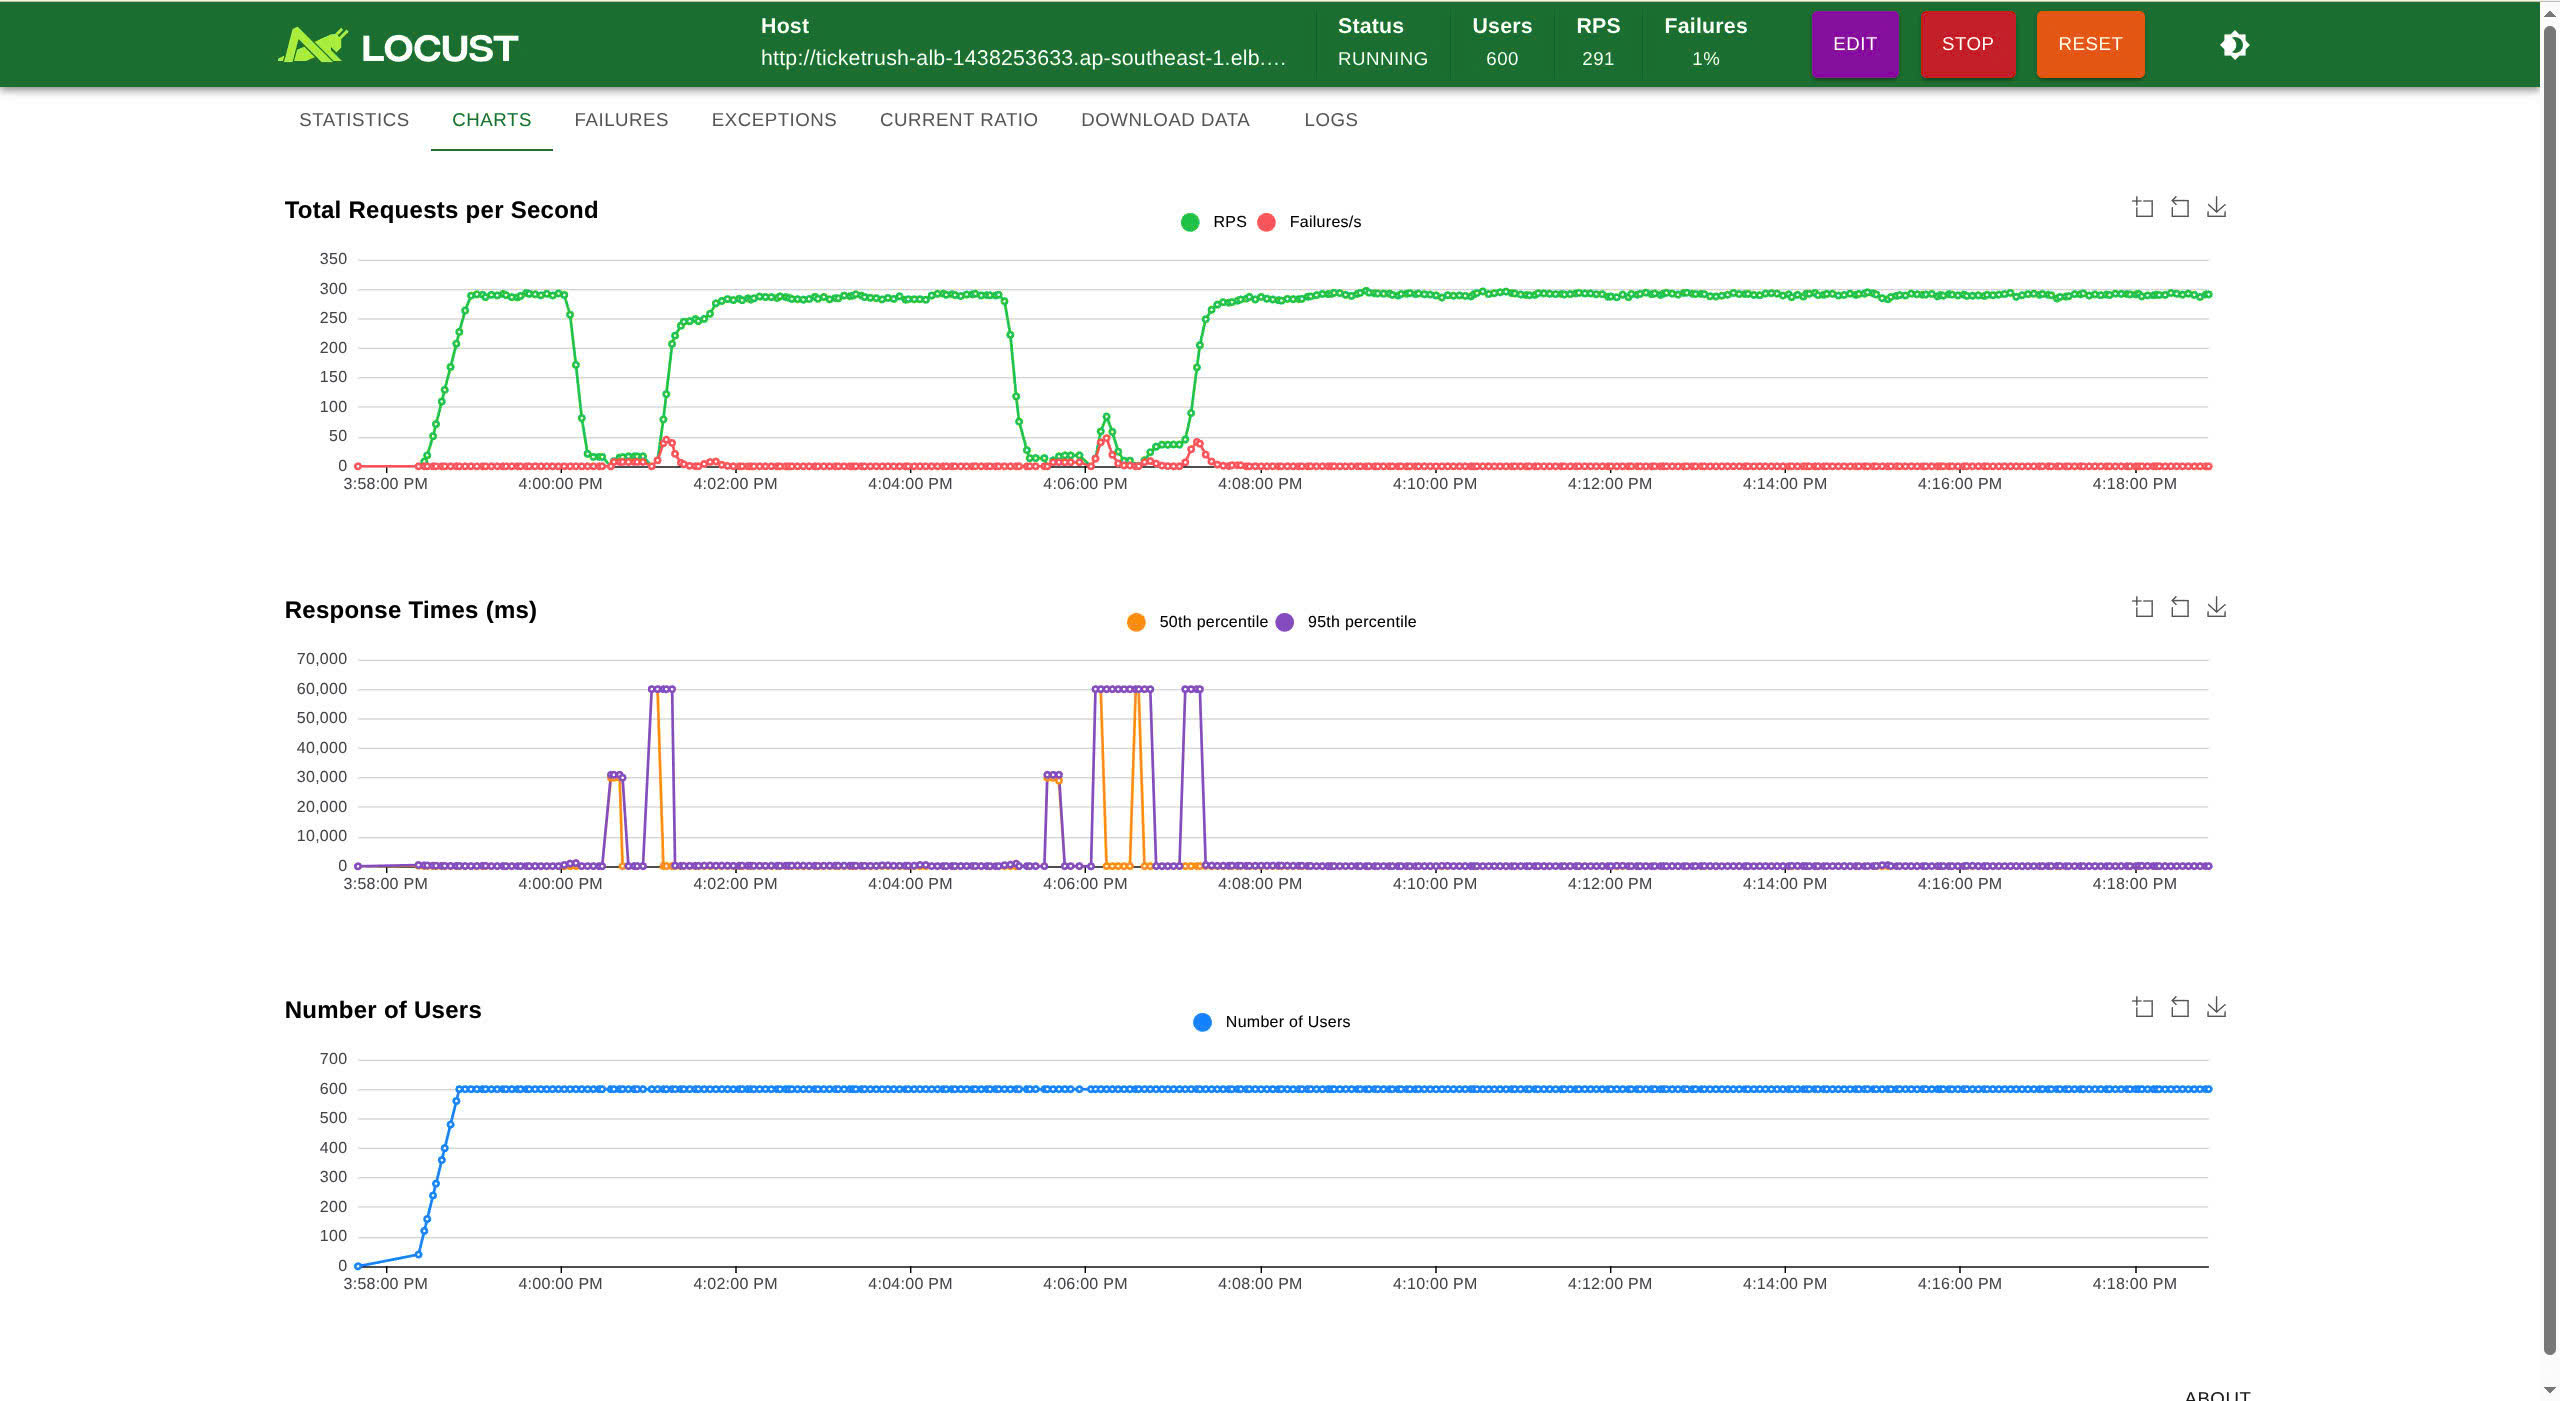 LOCUST
Host
http://ticketrush-alb-1438253633.ap-southeast-1.elb....
Status
RUNNING
Users
600
RPS
291
Failures
1%
EDIT
STOP
RESET
STATISTICS CHARTS FAILURES EXCEPTIONS CURRENT RATIO DOWNLOAD DATA LOGS
Total Requests per Second
RPS Failures/s
350
300
250
200
150
100
50
0
3:58:00 PM 4:00:00 PM 4:02:00 PM 4:04:00 PM 4:06:00 PM 4:08:00 PM 4:10:00 PM 4:12:00 PM 4:14:00 PM 4:16:00 PM 4:18:00 PM
Response Times (ms)
50th percentile 95th percentile
70,000
60,000
50,000
40,000
30,000
20,000
10,000
0
3:58:00 PM 4:00:00 PM 4:02:00 PM 4:04:00 PM 4:06:00 PM 4:08:00 PM 4:10:00 PM 4:12:00 PM 4:14:00 PM 4:16:00 PM 4:18:00 PM
Number of Users
Number of Users
700
600
500
400
300
200
100
0
3:58:00 PM 4:00:00 PM 4:02:00 PM 4:04:00 PM 4:06:00 PM 4:08:00 PM 4:10:00 PM 4:12:00 PM 4:14:00 PM 4:16:00 PM 4:18:00 PM
ABOUT